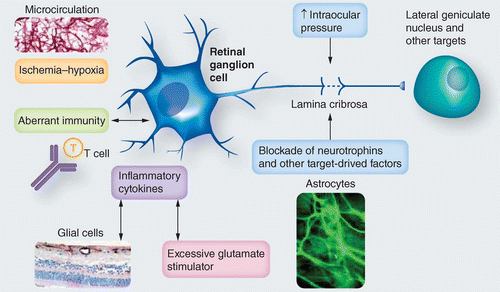 Microcirculation
Ischemia–hypoxia
Aberrant immunity
T
T cell
Retinal
ganglion
cell
Inflammatory
cytokines
Glial cells
Excessive glutamate
stimulator
↑ Intraocular
pressure
Lamina cribrosa
Blockade of neurotrophins
and other target-drived factors
Astrocytes
Lateral geniculate
nucleus and
other targets